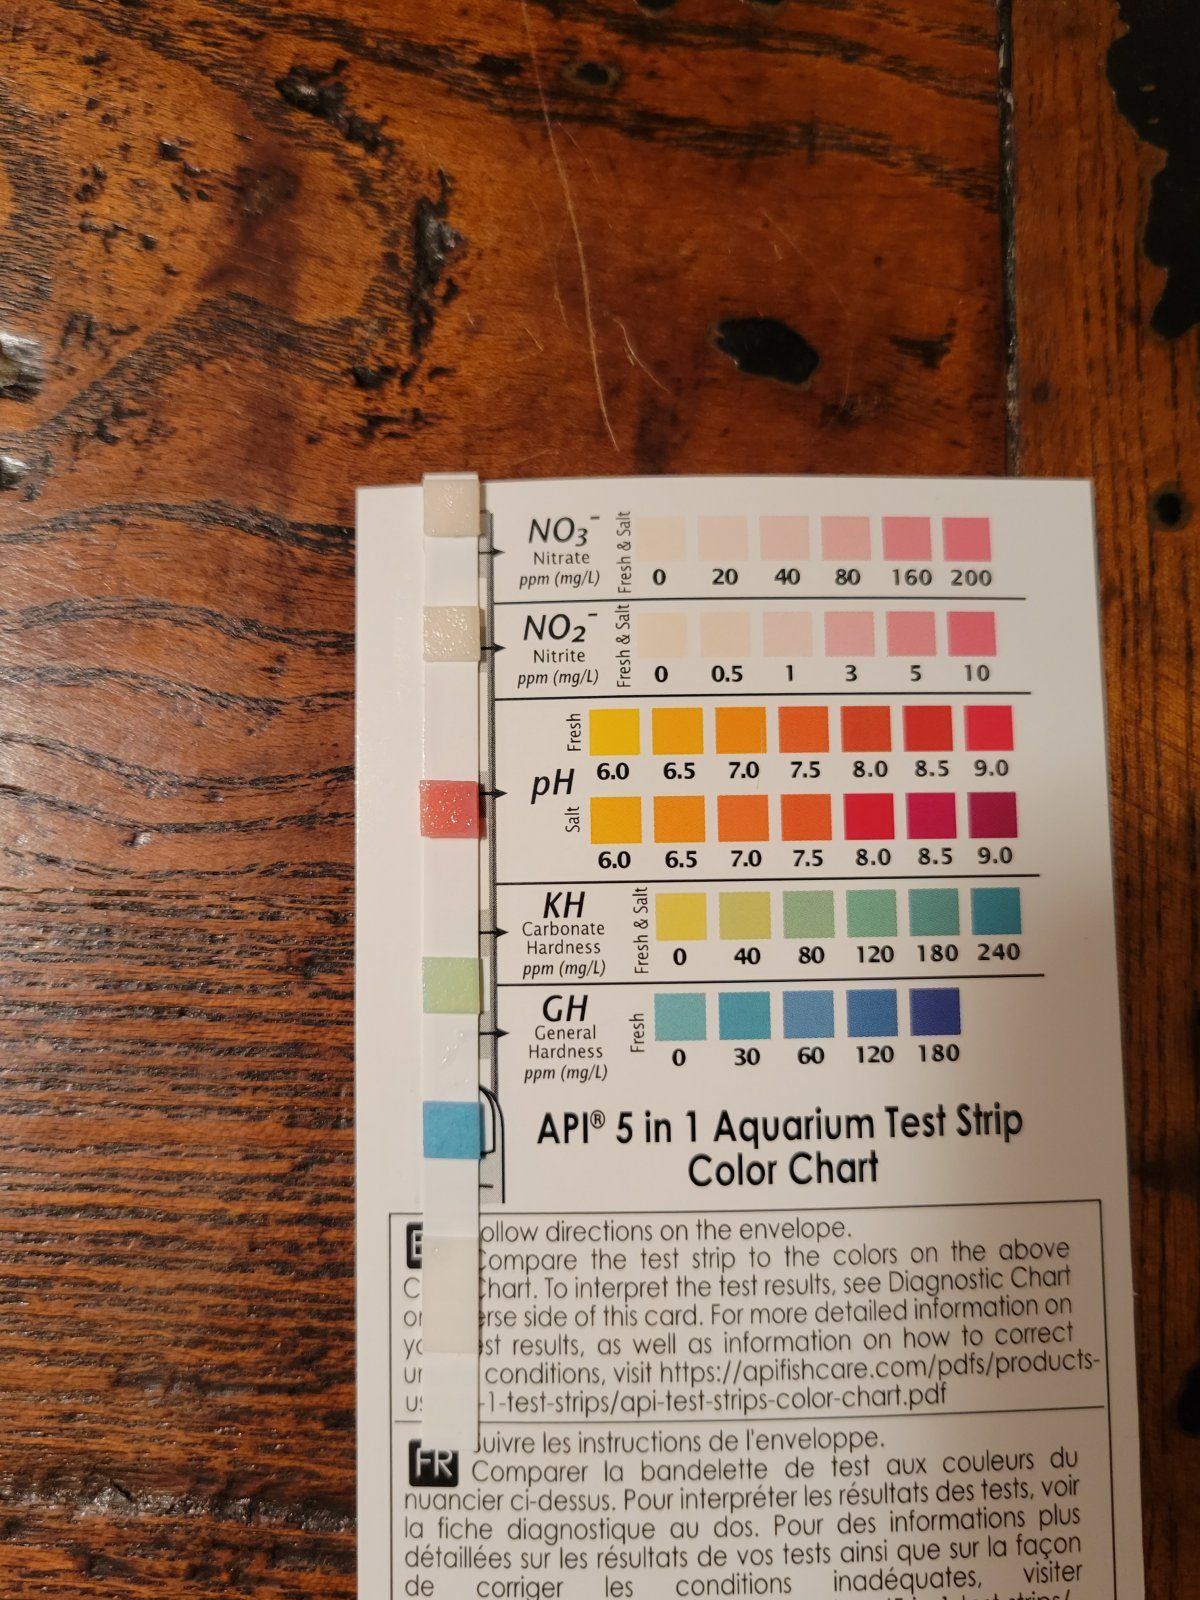 NO3⁻
Nitrate
ppm (mg/L)
Fresh & Salt
0 20 40 80 160 200
NO2⁻
Nitrite
ppm (mg/L)
Fresh & Salt
0 0.5 1 3 5 10
pH
Fresh
6.0 6.5 7.0 7.5 8.0 8.5 9.0
Salt
6.0 6.5 7.0 7.5 8.0 8.5 9.0
KH
Carbonate
Hardness
ppm (mg/L)
Fresh & Salt
0 40 80 120 180 240
GH
General
Hardness
ppm (mg/L)
Fresh
0 30 60 120 180
API® 5 in 1 Aquarium Test Strip
Color Chart
directions on the envelope.
the test strip to the colors on the above
Chart. To interpret the test results, see Diagnostic Chart
side of this card. For more detailed information on
results, as well as information on how to correct
conditions, visit https://apifishcare.com/pdfs/products-
-1-test-strips/api-test-strips-color-chart.pdf
FR
les instructions de l'enveloppe.
Comparer la bandelette de test aux couleurs du
nuancier ci-dessus. Pour interpréter les résultats des tests, voir
la fiche diagnostique au dos. Pour des informations plus
détaillées sur les résultats de vos tests ainsi que sur la façon
de corriger les conditions inadéquates, visiter